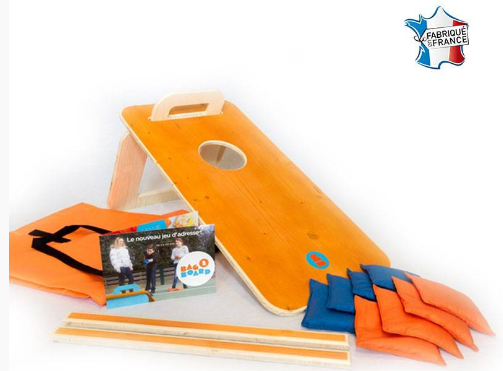 FABRIQUÉ
EN FRANCE
Le nouveau jeu d'adresse
BAG O
BOARD